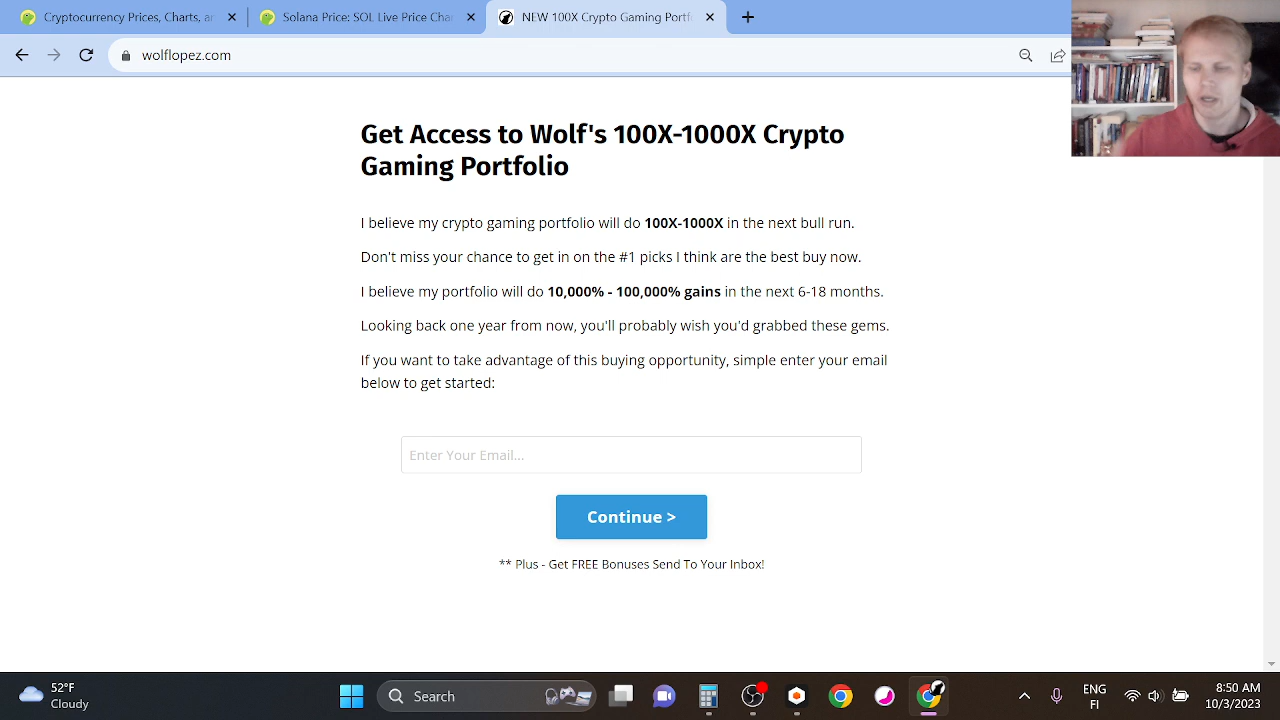 Cryptocurrency Prices, Charts, ar
Solana Price: SOL Live Price Char
NEW 100X Crypto Gaming Portf
wolflopez.com
Get Access to Wolf's 100X-1000X Crypto
Gaming Portfolio
I believe my crypto gaming portfolio will do 100X-1000X in the next bull run.
Don't miss your chance to get in on the #1 picks I think are the best buy now.
I believe my portfolio will do 10,000% - 100,000% gains in the next 6-18 months.
Looking back one year from now, you'll probably wish you'd grabbed these gems.
If you want to take advantage of this buying opportunity, simple enter your email
below to get started:
Enter Your Email...
Continue >
** Plus - Get FREE Bonuses Send To Your Inbox!
52°F
Cloudy
Search
ENG
FI
8:50 AM
10/3/2023